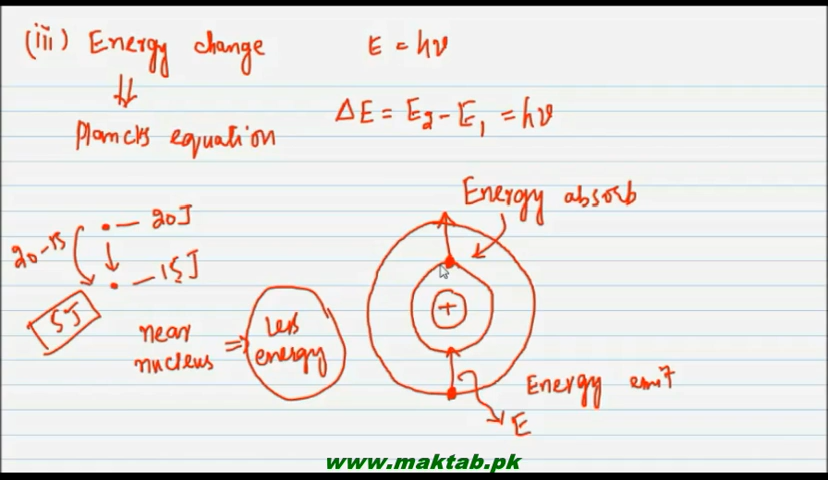 (iii) Energy change
E = hν
⇓
Plancks equation
ΔE = E₂ - E₁ = hν
Energy absorb
20-15
— 20J
— 15J
5J
near
nucleus
⇒
Less
energy
+
Energy emit
E
www.maktab.pk